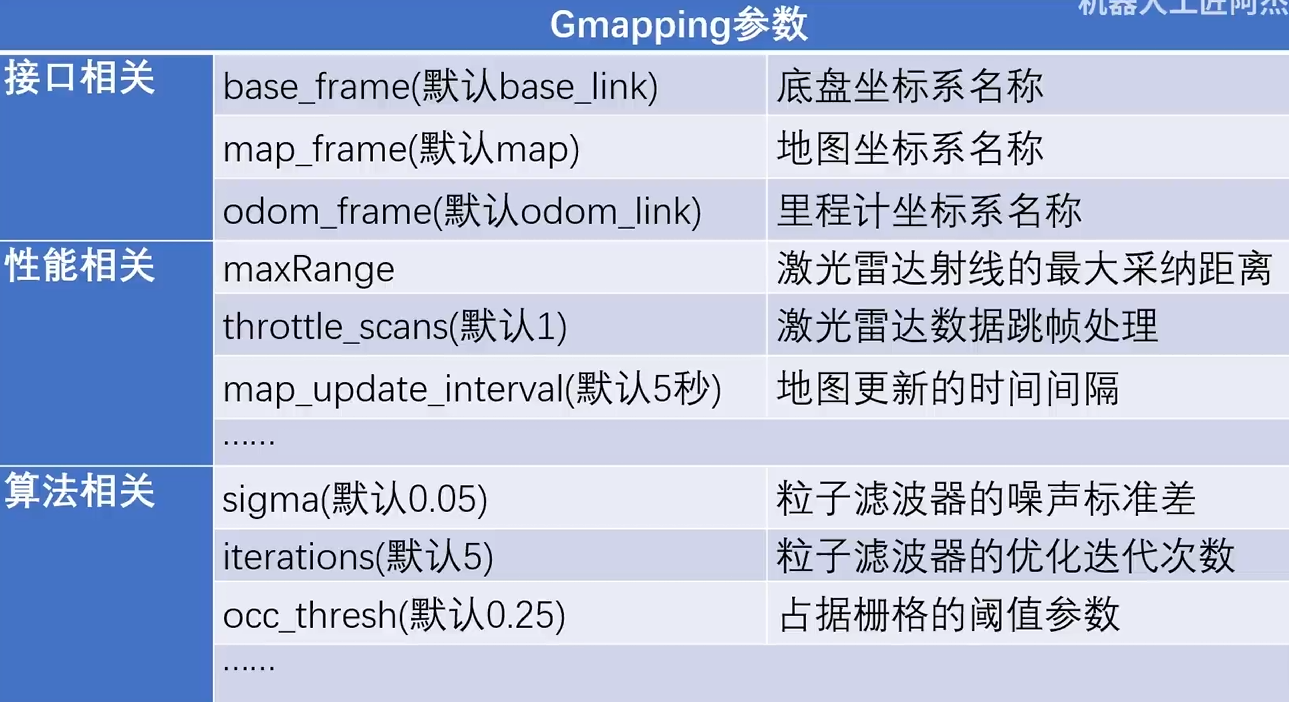 机器人工匠阿杰
Gmapping参数
接口相关
base_frame(默认base_link)
底盘坐标系名称
map_frame(默认map)
地图坐标系名称
odom_frame(默认odom_link)
里程计坐标系名称
性能相关
maxRange
激光雷达射线的最大采纳距离
throttle_scans(默认1)
激光雷达数据跳帧处理
map_update_interval(默认5秒)
地图更新的时间间隔
……
算法相关
sigma(默认0.05)
粒子滤波器的噪声标准差
iterations(默认5)
粒子滤波器的优化迭代次数
occ_thresh(默认0.25)
占据栅格的阈值参数
……